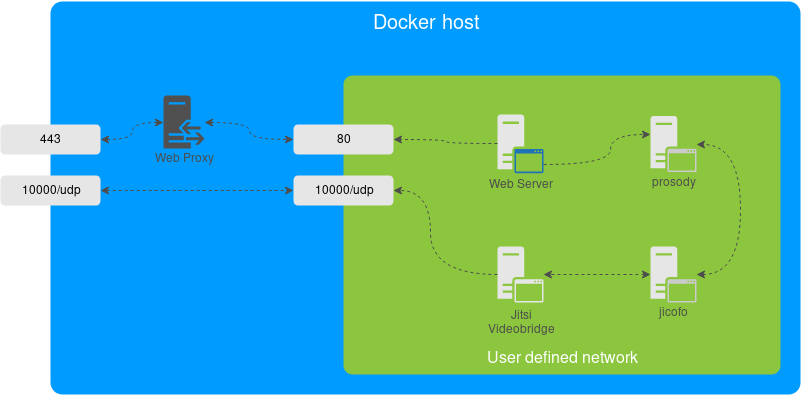 Docker host
443
80
Web Proxy
10000/udp
10000/udp
Web Server
prosody
Jitsi
Videobridge
jicofo
User defined network